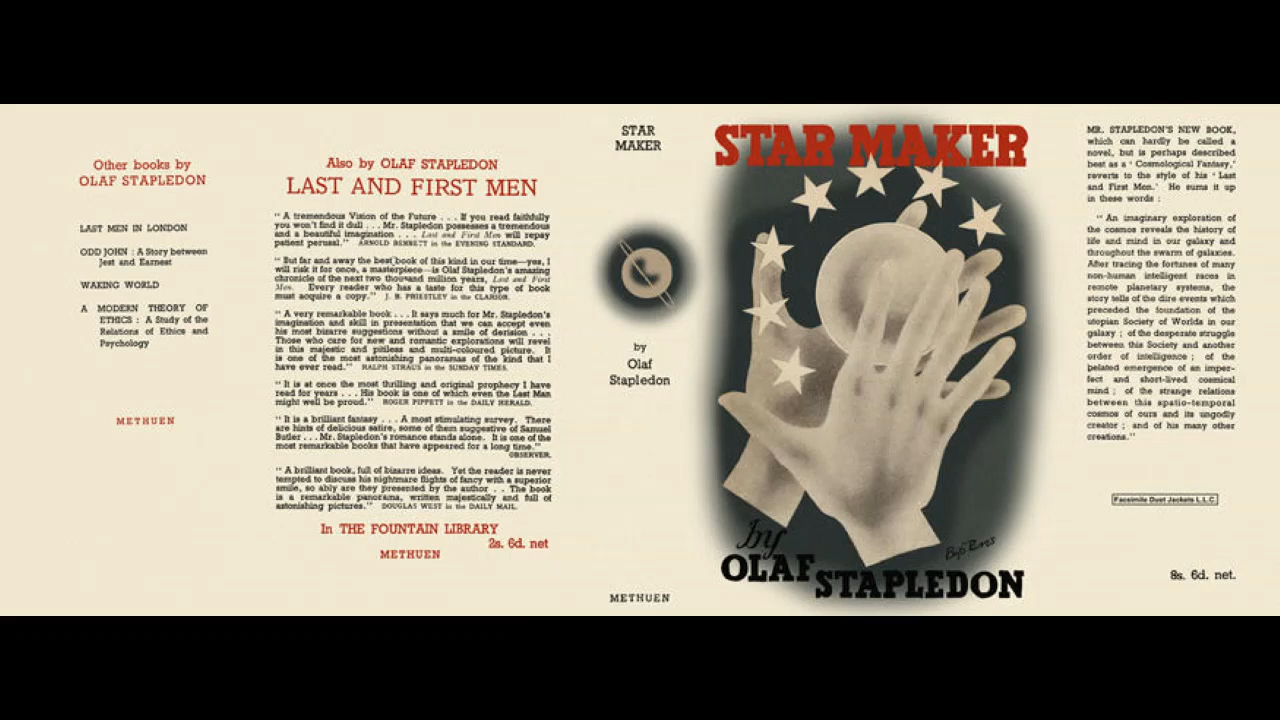 Other books by
OLAF STAPLEDON
LAST MEN IN LONDON
ODD JOHN : A Story between
Jest and Earnest
WAKING WORLD
A MODERN THEORY OF
ETHICS : A Study of the
Relations of Ethics and
Psychology
METHUEN
Also by OLAF STAPLEDON
LAST AND FIRST MEN
" A tremendous Vision of the Future . . . If you read faithfully
you won't find it dull . . . Mr. Stapledon possesses a tremendous
and a beautiful imagination . . . . Last and First Men will repay
patient perusal." ARNOLD BENNETT in the EVENING STANDARD.
" But far and away the best book of this kind in our time—yes, I
will risk it for once, a masterpiece—is Olaf Stapledon's amazing
chronicle of the next two thousand million years, Last and First
Men. Every reader who has a taste for this type of book
must acquire a copy." J. B. PRIESTLEY in the CLARION.
" A very remarkable book . . . It says much for Mr. Stapledon's
imagination and skill in presentation that we can accept even
his most bizarre suggestions without a smile of derision . . .
Those who care for new and romantic explorations will revel
in this majestic and pitiless and multi-coloured picture. It
is one of the most astonishing panoramas of the kind that I
have ever read." RALPH STRAUS in the SUNDAY TIMES.
" It is at once the most thrilling and original prophecy I have
read for years . . . His book is one of which even the Last Man
might well be proud." ROGER PIPPETT in the DAILY HERALD.
" It is a brilliant fantasy . . . A most stimulating survey. There
are hints of delicious satire, some of them suggestive of Samuel
Butler . . . Mr. Stapledon's romance stands alone. It is one of the
most remarkable books that have appeared for a long time."
OBSERVER.
" A brilliant book, full of bizarre ideas. Yet the reader is never
tempted to discuss his nightmare flights of fancy with a superior
smile, so ably are they presented by the author . . The book
is a remarkable panorama, written majestically and full of
astonishing pictures." DOUGLAS WEST in the DAILY MAIL.
In THE FOUNTAIN LIBRARY
2s. 6d. net
METHUEN
STAR
MAKER
by
Olaf
Stapledon
METHUEN
STAR MAKER
by
OLAF STAPLEDON
MR. STAPLEDON'S NEW BOOK,
which can hardly be called a
novel, but is perhaps described
best as a ' Cosmological Fantasy,'
reverts to the style of his ' Last
and First Men.' He sums it up
in these words :
" An imaginary exploration of
the cosmos reveals the history of
life and mind in our galaxy and
throughout the swarm of galaxies.
After tracing the fortunes of many
non-human intelligent races in
remote planetary systems, the
story tells of the dire events which
preceded the foundation of the
utopian Society of Worlds in our
galaxy ; of the desperate struggle
between this Society and another
order of intelligence ; of the
belated emergence of an imper-
fect and short-lived cosmical
mind ; of the strange relations
between this spatio-temporal
cosmos of ours and its ungodly
creator ; and of his many other
creations."
Facsimile Dust Jackets L.L.C.
8s. 6d. net.